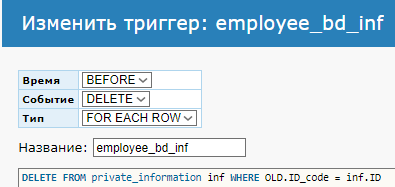 Изменить триггер: employee_bd_inf
Время BEFORE
Событие DELETE
Тип FOR EACH ROW
Название: employee_bd_inf
DELETE FROM private_information inf WHERE OLD.ID_code = inf.ID